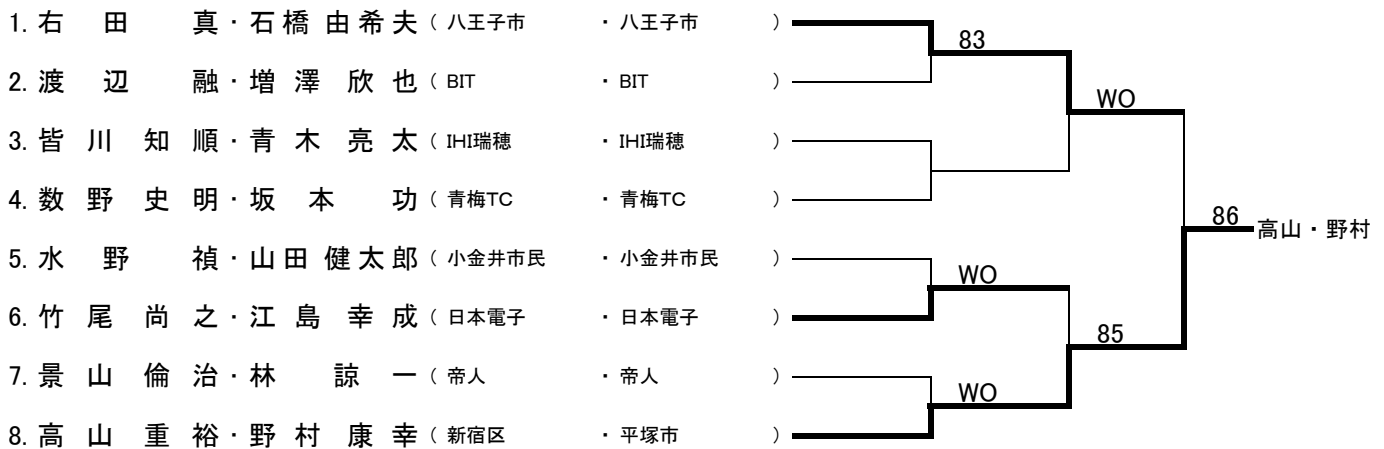 1. 右田 真・石橋由希夫 ( 八王子市 ・八王子市 )
83
2. 渡辺 融・増澤欣也 ( BIT ・BIT )
WO
3. 皆川知順・青木亮太 ( IHI瑞穂 ・IHI瑞穂 )
4. 数野史明・坂本 功 ( 青梅TC ・青梅TC )
86 高山・野村
5. 水野 禎・山田健太郎 ( 小金井市民 ・小金井市民 )
WO
6. 竹尾尚之・江島幸成 ( 日本電子 ・日本電子 )
85
7. 景山倫治・林 諒一 ( 帝人 ・帝人 )
WO
8. 高山重裕・野村康幸 ( 新宿区 ・平塚市 )